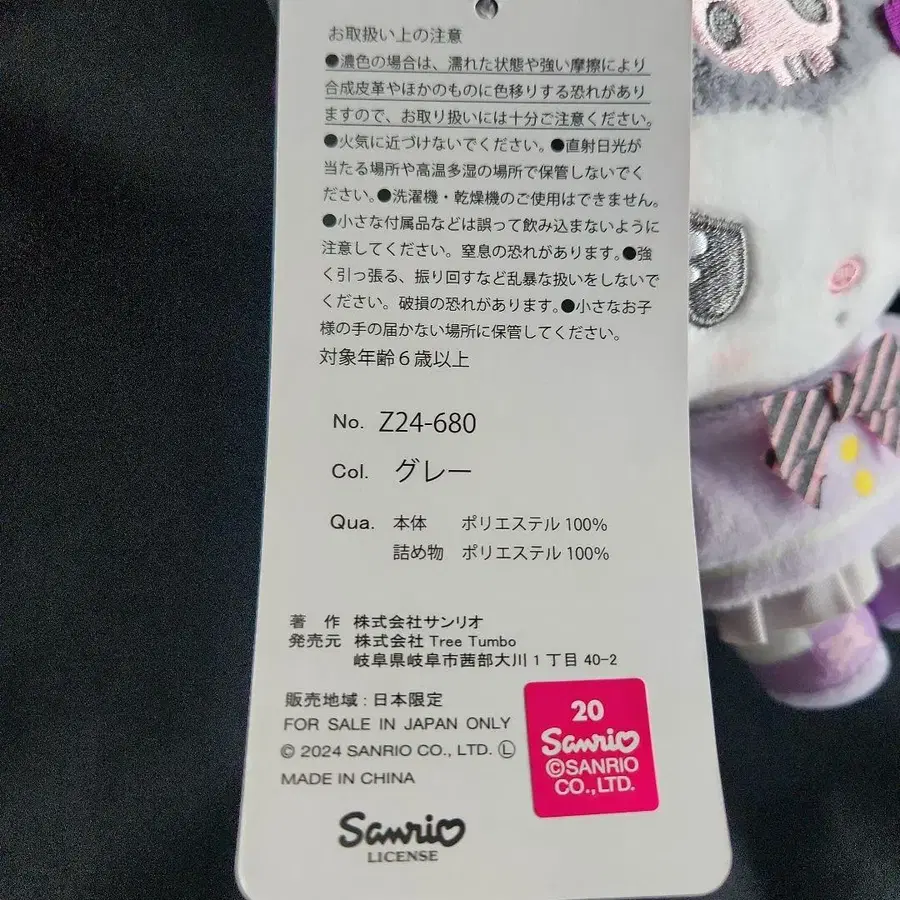 お取扱い上の注意
●濃色の場合は、濡れた状態や強い摩擦により
合成皮革やほかのものに色移りする恐れがあり
ますので、お取り扱いには十分ご注意ください。
●火気に近づけないでください。●直射日光が
当たる場所や高温多湿の場所で保管しないでく
ださい。●洗濯機・乾燥機のご使用はできません。
●小さな付属品などは誤って飲み込まないように
注意してください。窒息の恐れがあります。●強
く引っ張る、振り回すなど乱暴な扱いをしないで
ください。破損の恐れがあります。●小さなお子
様の手の届かない場所に保管してください。
対象年齢6歳以上
No. Z24-680
Col. グレー
Qua. 本体 ポリエステル 100%
詰め物 ポリエステル 100%
著 作 株式会社サンリオ
発売元 株式会社 Tree Tumbo
岐阜県岐阜市茜部大川1丁目 40-2
販売地域：日本限定
FOR SALE IN JAPAN ONLY
© 2024 SANRIO CO., LTD. Ⓛ
MADE IN CHINA
20
Sanrio
©SANRIO
CO.,LTD.
Sanrio
LICENSE